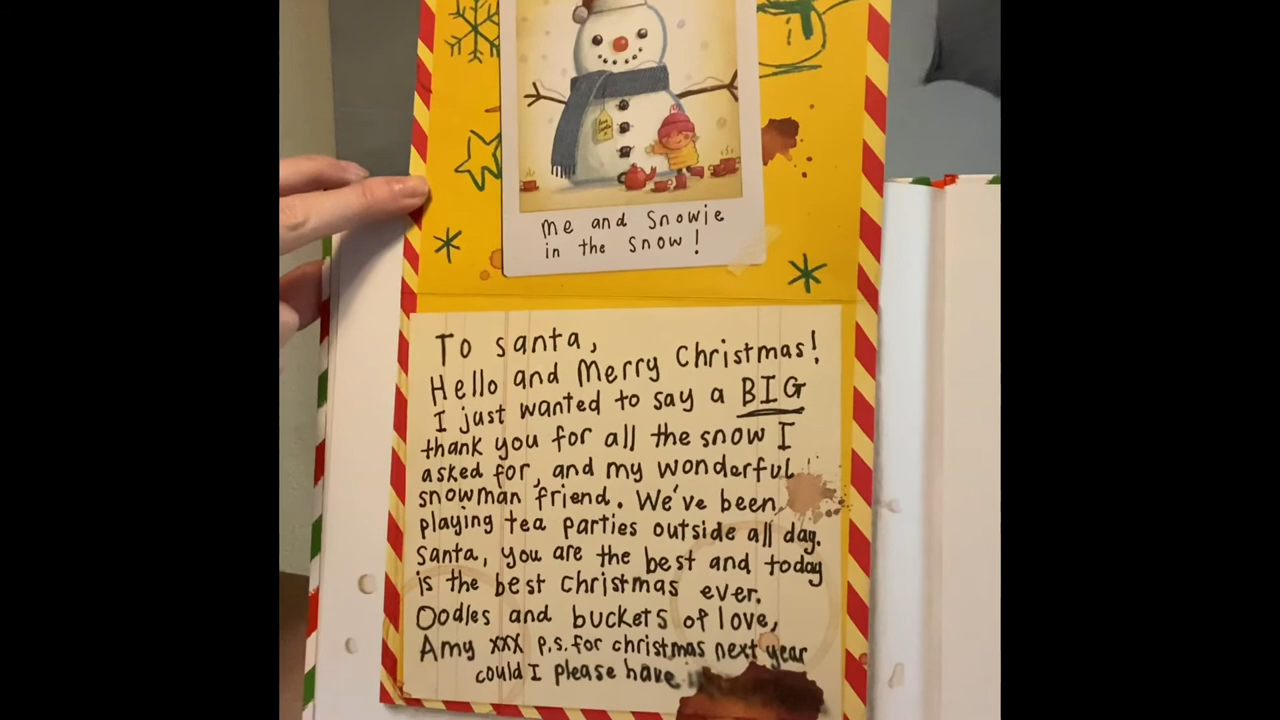 me and Snowie
in the snow!
To santa,
Hello and Merry Christmas!
I just wanted to say a BIG
thank you for all the snow I
asked for, and my wonderful
snowman friend. We've been
playing tea parties outside all day.
Santa, you are the best and today
is the best christmas ever.
Oodles and buckets of love,
Amy xxx p.s. for christmas next year
could I please have